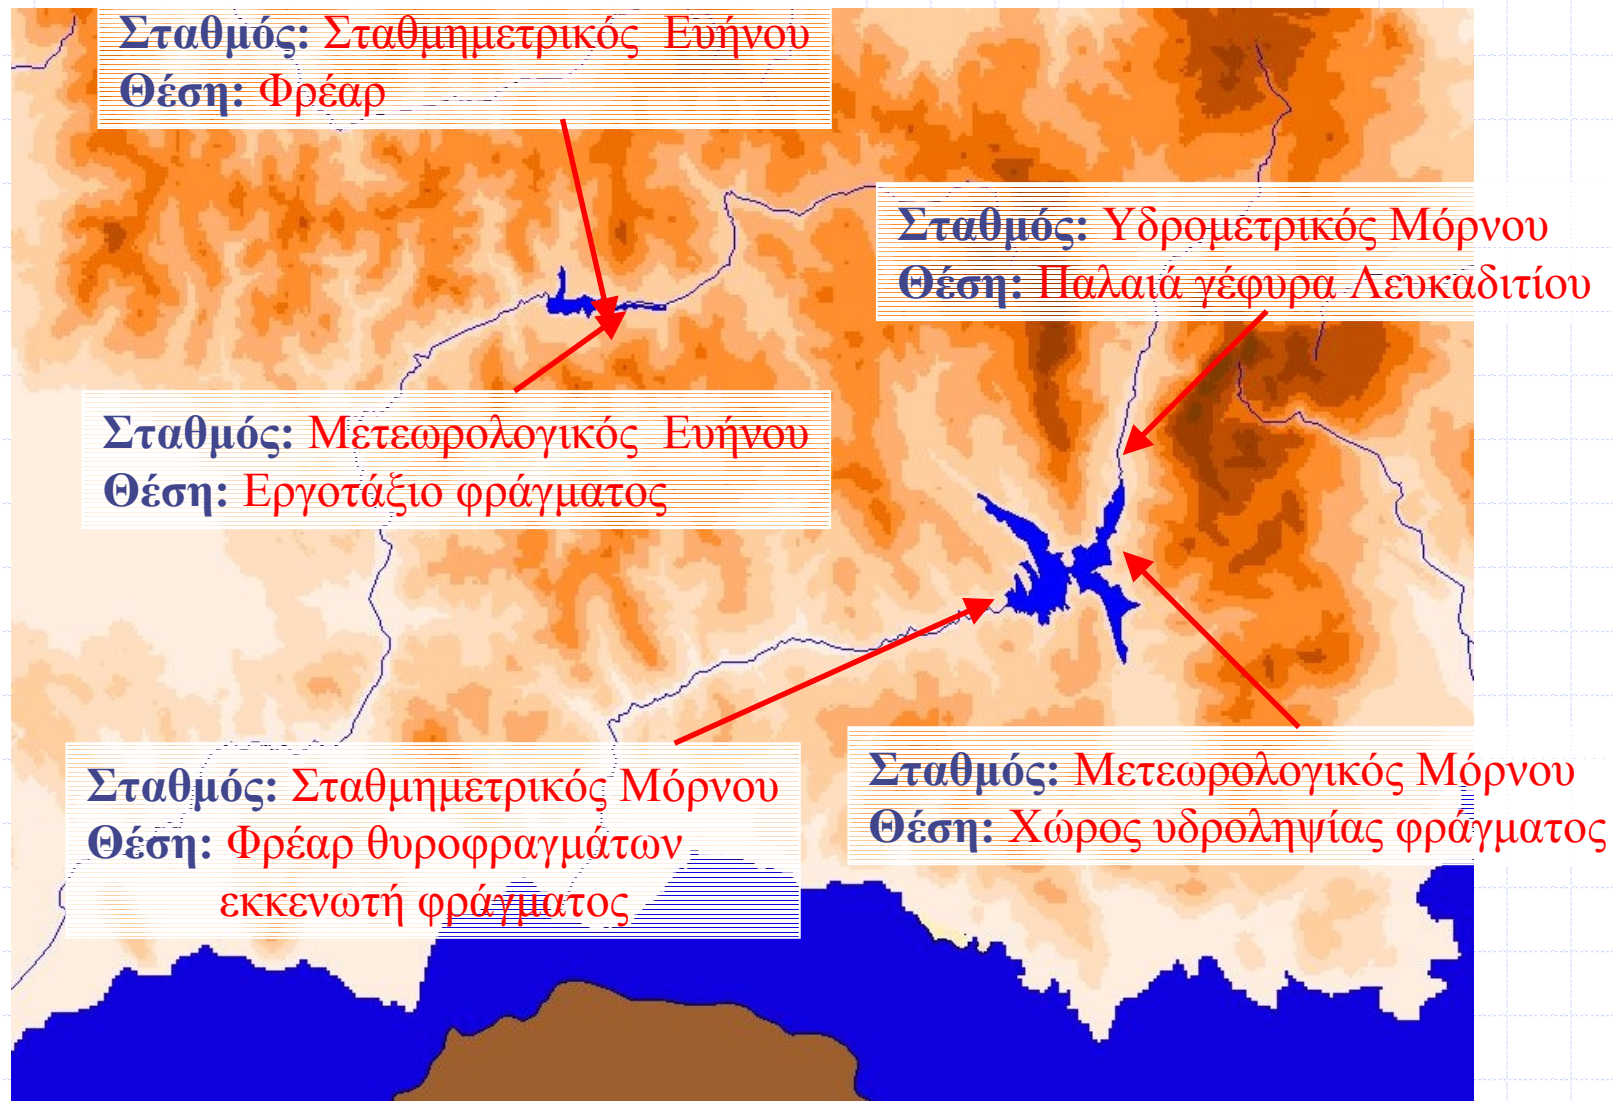 Σταθμός: Σταθμημετρικός Ευήνου
Θέση: Φρέαρ
Σταθμός: Υδρομετρικός Μόρνου
Θέση: Παλαιά γέφυρα Λευκαδιτίου
Σταθμός: Μετεωρολογικός Ευήνου
Θέση: Εργοτάξιο φράγματος
Σταθμός: Σταθμημετρικός Μόρνου
Θέση: Φρέαρ θυροφραγμάτων
εκκενωτή φράγματος
Σταθμός: Μετεωρολογικός Μόρνου
Θέση: Χώρος υδροληψίας φράγματος